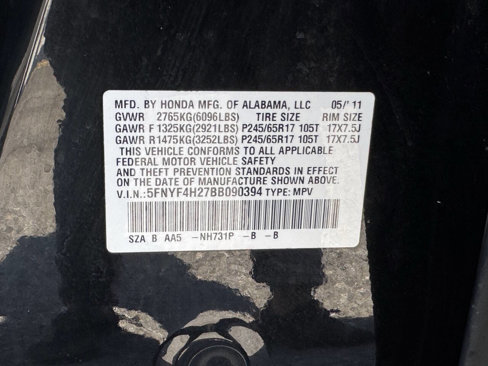 MFD. BY HONDA MFG. OF ALABAMA, LLC 05/'11
GVWR 2765KG(6096LBS) TIRE SIZE RIM SIZE
GAWR F 1325KG(2921LBS) P245/65R17 105T 17X7.5J
GAWR R 1475KG(3252LBS) P245/65R17 105T 17X7.5J
THIS VEHICLE CONFORMS TO ALL APPLICABLE
FEDERAL MOTOR VEHICLE SAFETY
AND THEFT PREVENTION STANDARDS IN EFFECT
ON THE DATE OF MANUFACTURE SHOWN ABOVE.
V.I.N.: 5FNYF4H27BB090394 TYPE: MPV
SZA B AA5 -NH731P -B -B